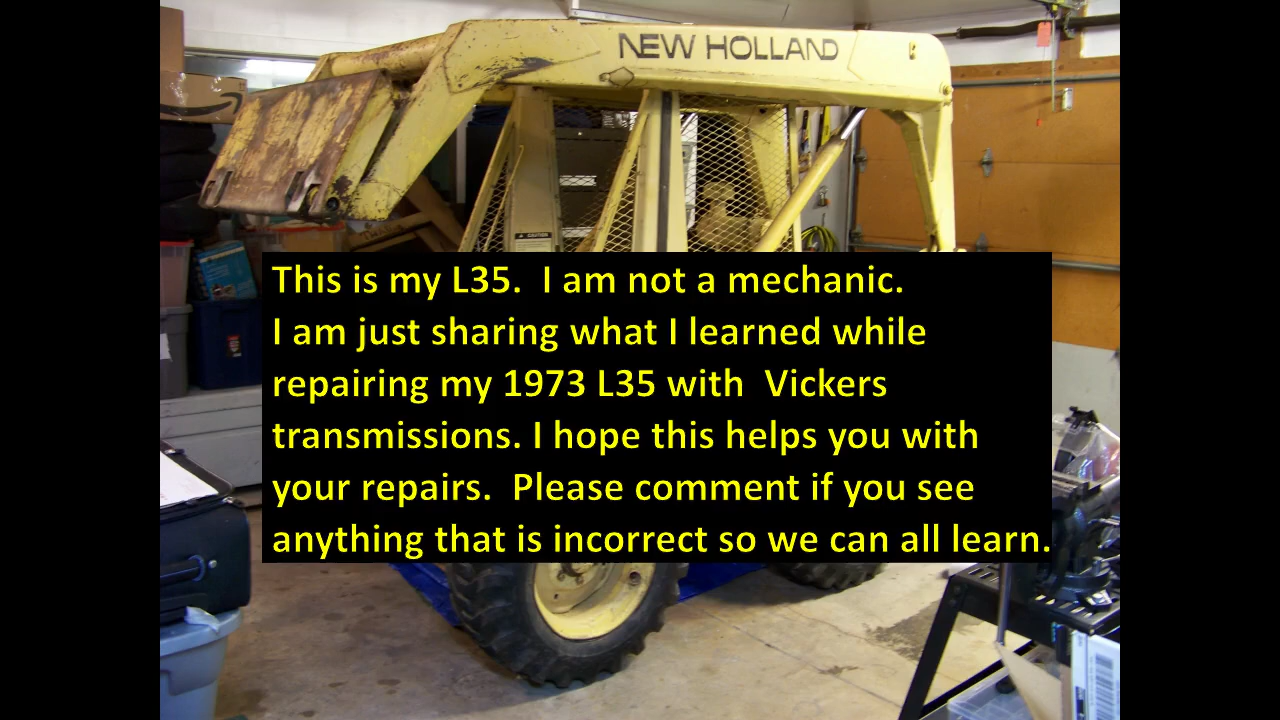 NEW HOLLAND
CAUTION
This is my L35.  I am not a mechanic.
I am just sharing what I learned while
repairing my 1973 L35 with  Vickers
transmissions. I hope this helps you with
your repairs.  Please comment if you see
anything that is incorrect so we can all learn.